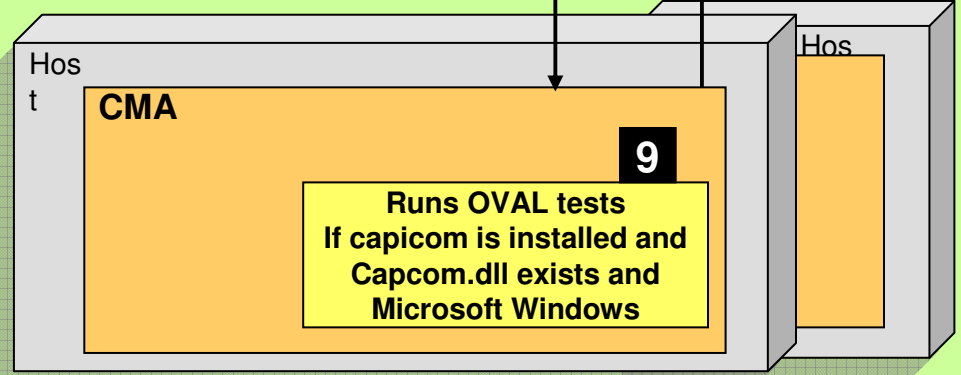 Hos
t
Hos
CMA
9
Runs OVAL tests
If capicom is installed and
Capcom.dll exists and
Microsoft Windows